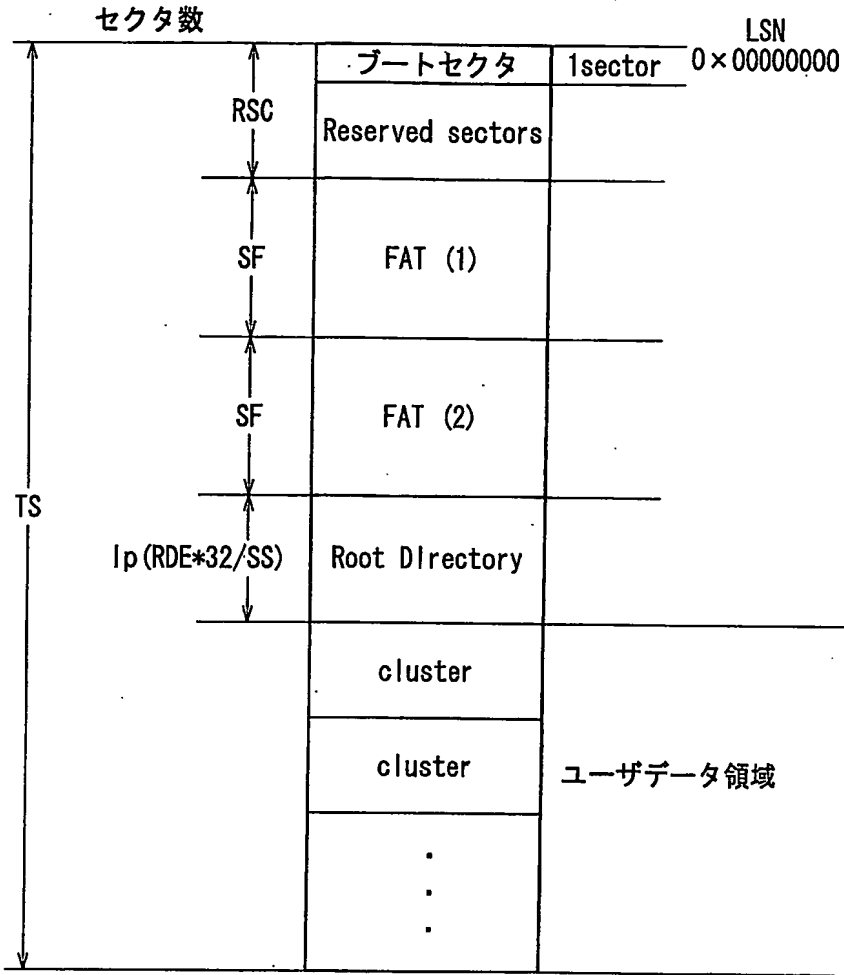 セクタ数
LSN
ブートセクタ 1sector 0×00000000
RSC
Reserved sectors
SF FAT (1)
SF FAT (2)
TS
Ip(RDE*32/SS) Root Directory
cluster
cluster ユーザデータ領域